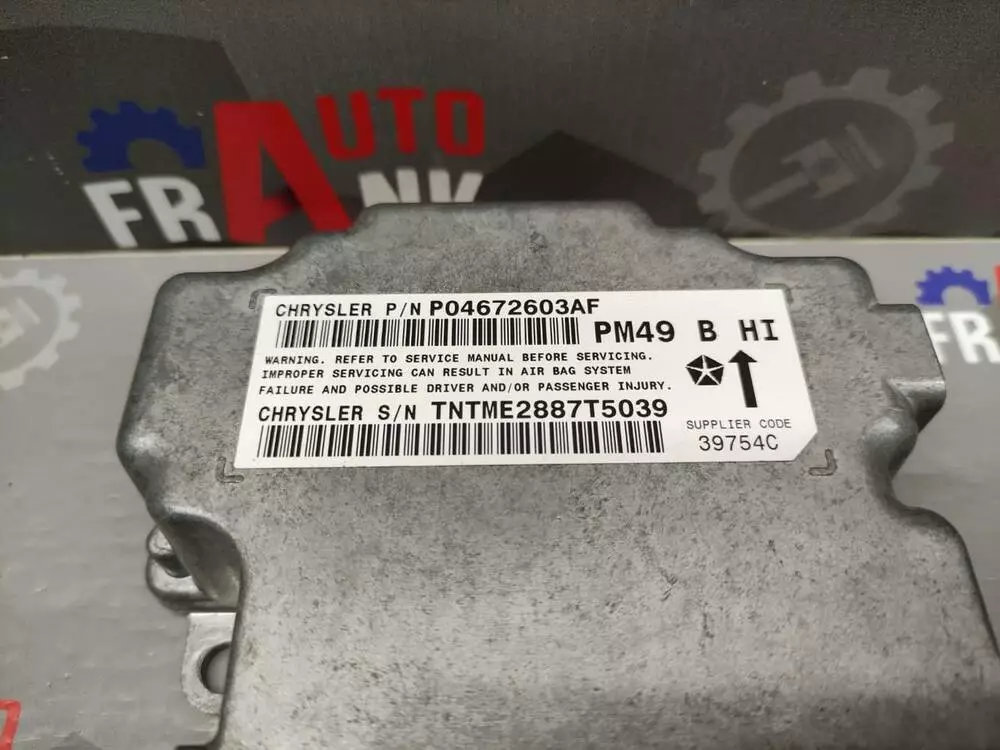 AUTO
FRANK
CHRYSLER P/N P04672603AF
PM49 B HI
WARNING. REFER TO SERVICE MANUAL BEFORE SERVICING.
IMPROPER SERVICING CAN RESULT IN AIR BAG SYSTEM
FAILURE AND POSSIBLE DRIVER AND/OR PASSENGER INJURY.
CHRYSLER S/N TNTME2887T5039
SUPPLIER CODE
39754C